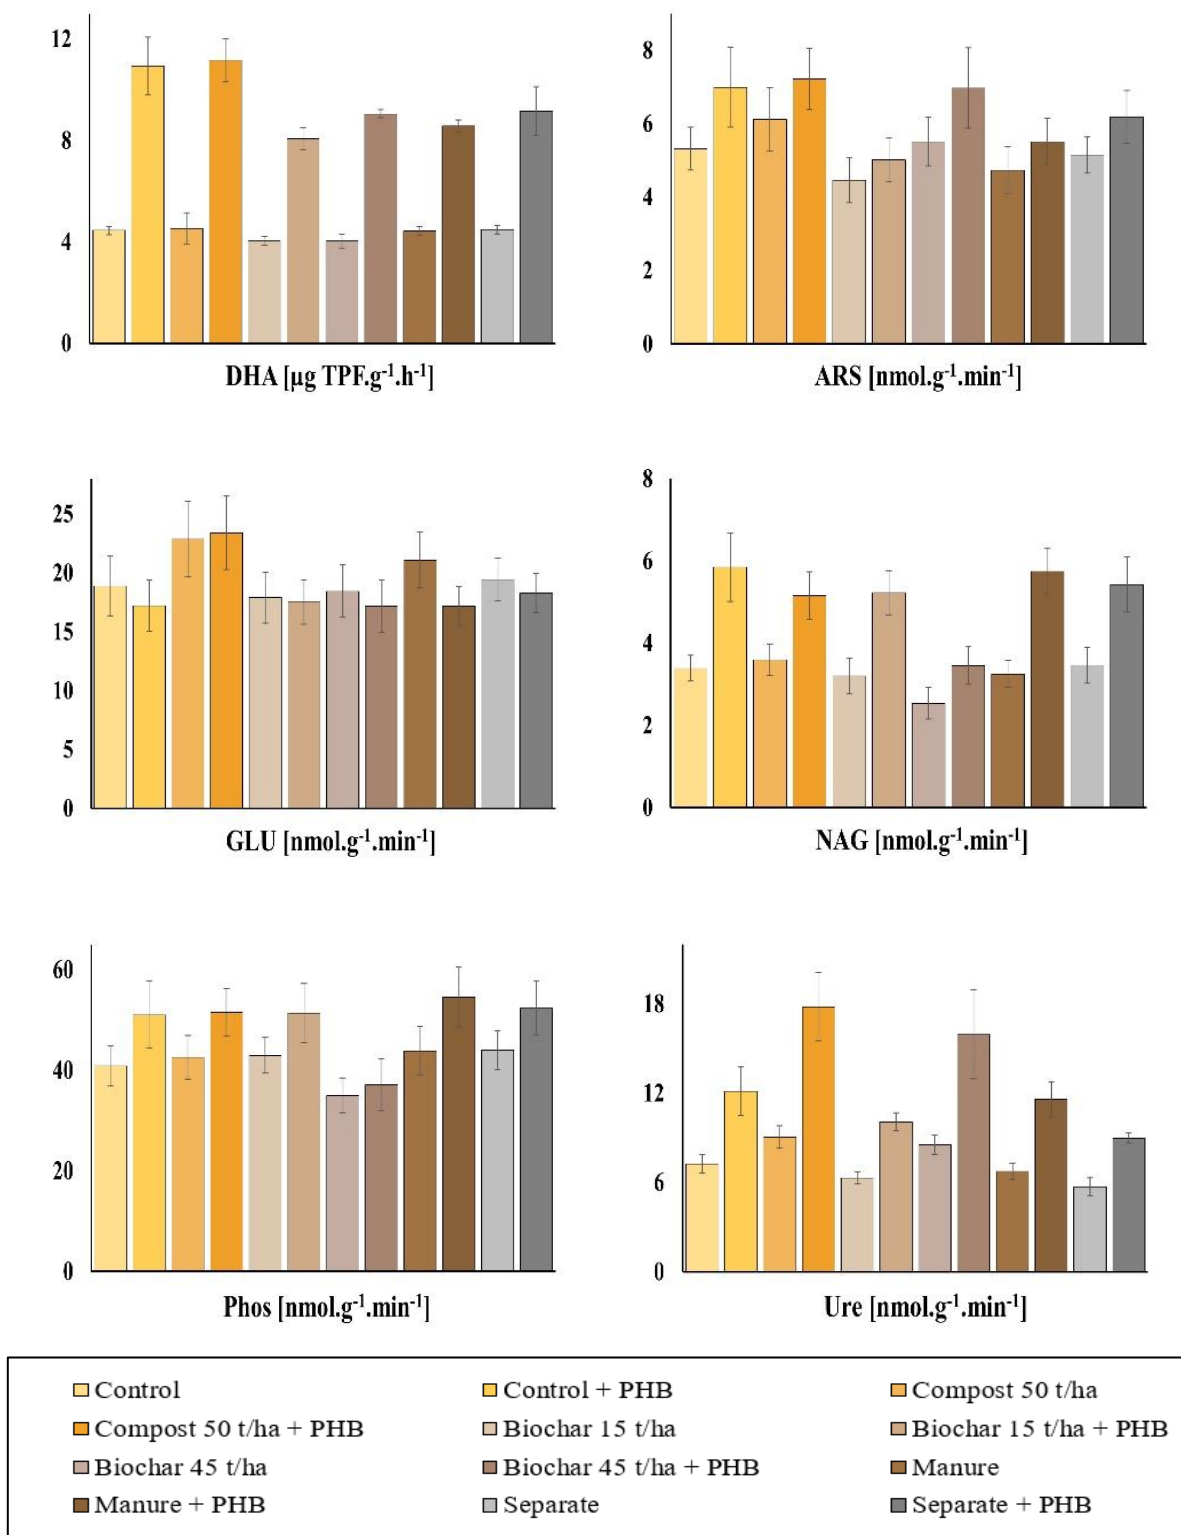 12
8
4
0
DHA [µg TPF.g⁻¹.h⁻¹]
8
6
4
2
0
ARS [nmol.g⁻¹.min⁻¹]
25
20
15
10
5
0
GLU [nmol.g⁻¹.min⁻¹]
8
6
4
2
0
NAG [nmol.g⁻¹.min⁻¹]
60
40
20
0
Phos [nmol.g⁻¹.min⁻¹]
18
12
6
0
Ure [nmol.g⁻¹.min⁻¹]
Control Control + PHB Compost 50 t/ha
Compost 50 t/ha + PHB Biochar 15 t/ha Biochar 15 t/ha + PHB
Biochar 45 t/ha Biochar 45 t/ha + PHB Manure
Manure + PHB Separate Separate + PHB